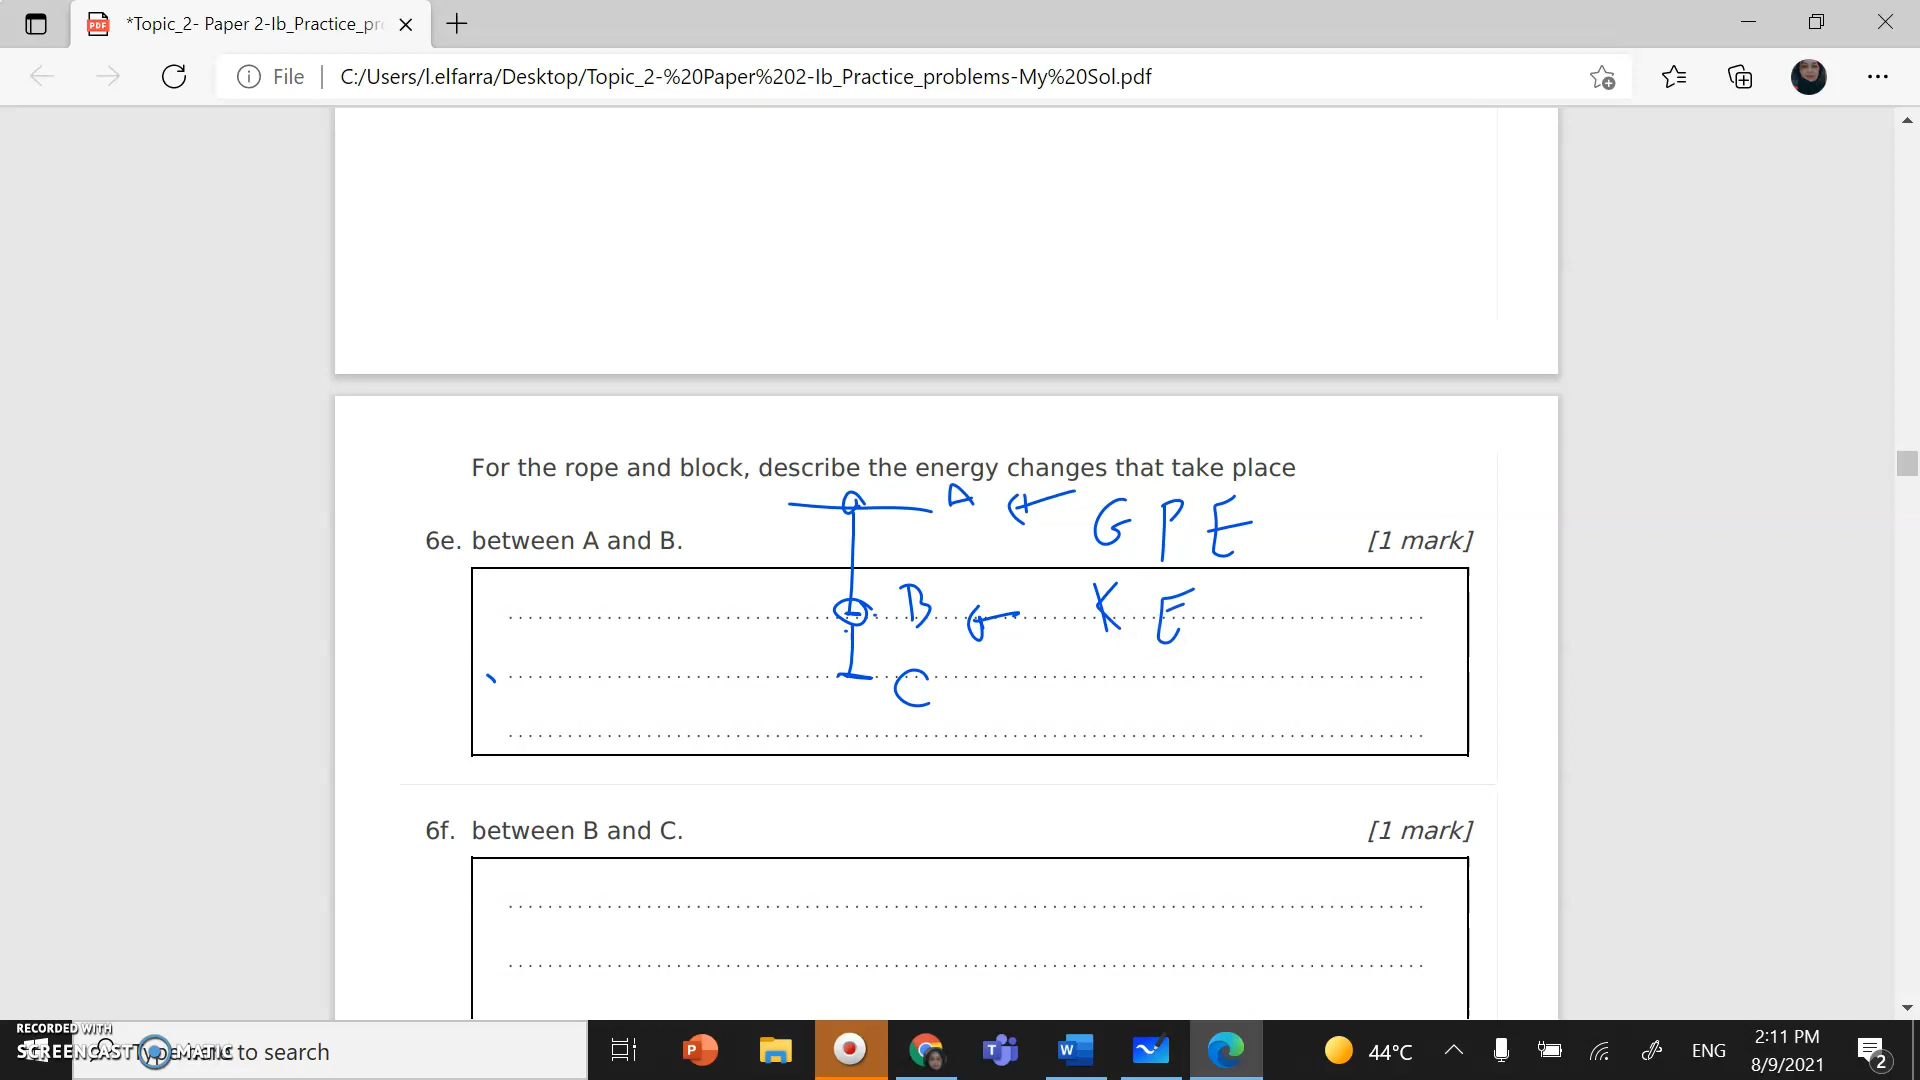 *Topic_2- Paper 2-Ib_Practice_pr
File
C:/Users/l.elfarra/Desktop/Topic_2-%20Paper%202-Ib_Practice_problems-My%20Sol.pdf
For the rope and block, describe the energy changes that take place
A
G P E
6e. between A and B. [1 mark]
B
K E
C
6f. between B and C. [1 mark]
RECORDED WITH
SCREENCAST MATIC
to search
44°C
ENG
2:11 PM
8/9/2021
2